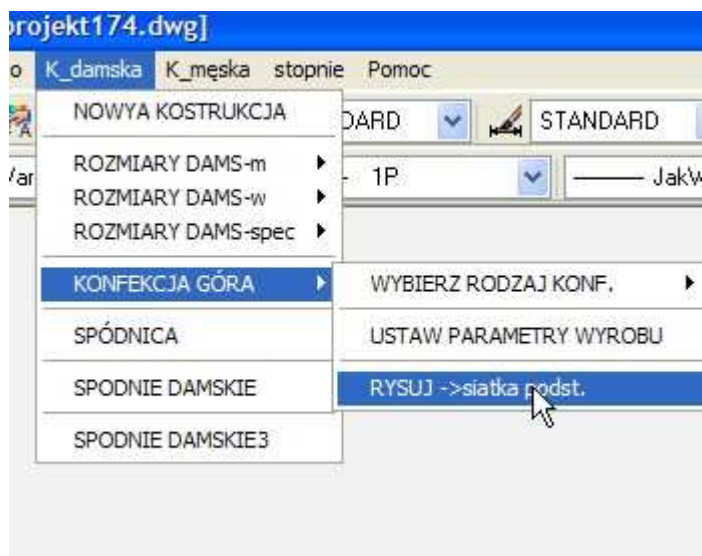 projekt174.dwg]
o K_damska K_męska stopnie Pomoc
NOWYA KOSTRUKCJA
DARD STANDARD
ROZMIARY DAMS-m
1P JakW
ROZMIARY DAMS-w
ROZMIARY DAMS-spec
KONFEKCJA GÓRA
WYBIERZ RODZAJ KONF.
SPÓDNICA
USTAW PARAMETRY WYROBU
SPODNIE DAMSKIE
RYSUJ ->siatka podst.
SPODNIE DAMSKIE3